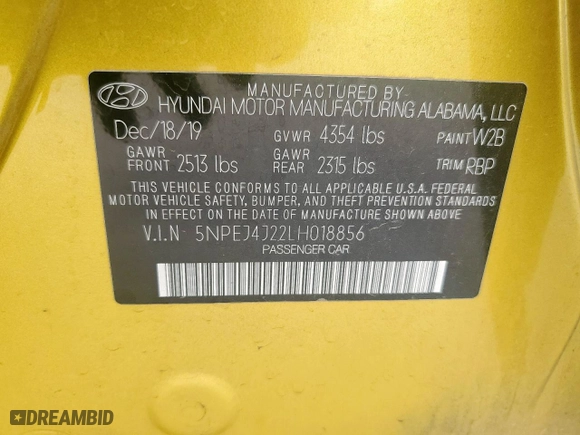 MANUFACTURED BY
HYUNDAI MOTOR MANUFACTURING ALABAMA, LLC
Dec/18/19 GVWR 4354 lbs PAINT W2B
GAWR FRONT 2513 lbs GAWR REAR 2315 lbs TRIM RBP
THIS VEHICLE CONFORMS TO ALL APPLICABLE U.S.A. FEDERAL
MOTOR VEHICLE SAFETY, BUMPER, AND THEFT PREVENTION STANDARDS
IN EFFECT ON THE DATE OF MANUFACTURE SHOWN ABOVE.
V.I.N 5NPEJ4J22LH018856
PASSENGER CAR
DREAMBID